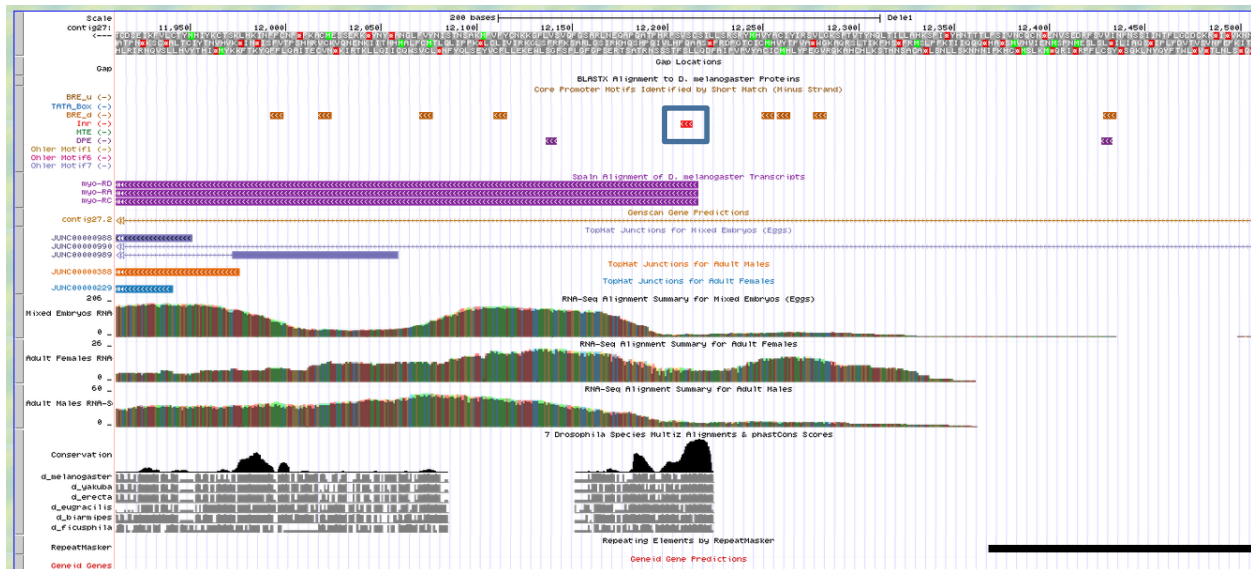 Scale 200 bases Dele1
contig27: 11,950 12,000 12,050 12,100 12,150 12,200 12,250 12,300 12,350 12,400 12,450 12,500
<---
Gap Locations
Gap
BLASTX Alignment to D. melanogaster Proteins
Core Promoter Motifs Identified by Short Match (Minus Strand)
BRE_u (-)
TATA_Box (-)
BRE_d (-)
Inr (-)
MTE (-)
DPE (-)
Ohler Motif1 (-)
Ohler Motif6 (-)
Ohler Motif7 (-)
Spaln Alignment of D. melanogaster Transcripts
myo-RD
myo-RA
myo-RC
Genscan Gene Predictions
contig27.2
TopHat Junctions for Mixed Embryos (Eggs)
JUNC00000988
JUNC00000990
JUNC00000989
TopHat Junctions for Adult Males
JUNC00000388
TopHat Junctions for Adult Females
JUNC00000229
RNA-Seq Alignment Summary for Mixed Embryos (Eggs)
206 _
Mixed Embryos RNA
0 _
RNA-Seq Alignment Summary for Adult Females
26 _
Adult Females RNA
0 _
RNA-Seq Alignment Summary for Adult Males
60 _
Adult Males RNA-S
0 _
7 Drosophila Species Multiz Alignments & phastCons Scores
Conservation
d_melanogaster
d_yakuba
d_erecta
d_eugracilis
d_biarmipes
d_ficusphila
Repeating Elements by RepeatMasker
RepeatMasker
Geneid Gene Predictions
Geneid Genes